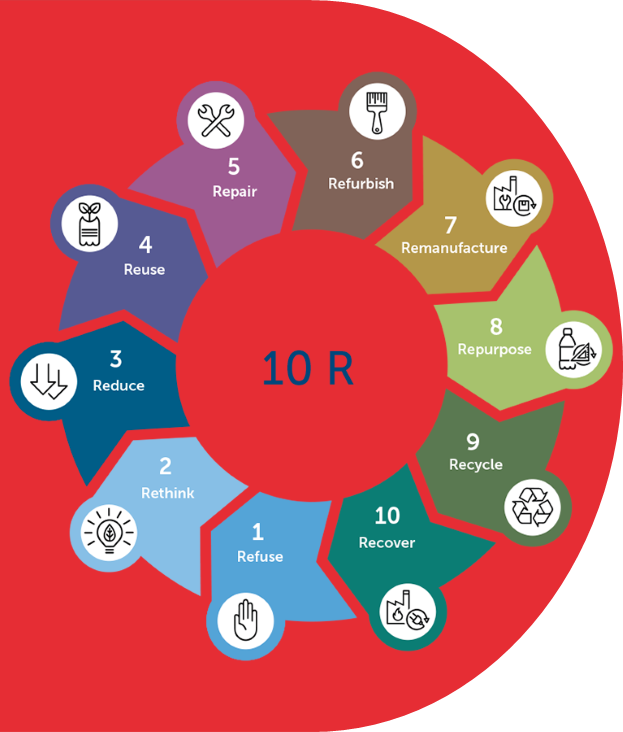 10 R
1
Refuse
2
Rethink
3
Reduce
4
Reuse
5
Repair
6
Refurbish
7
Remanufacture
8
Repurpose
9
Recycle
10
Recover